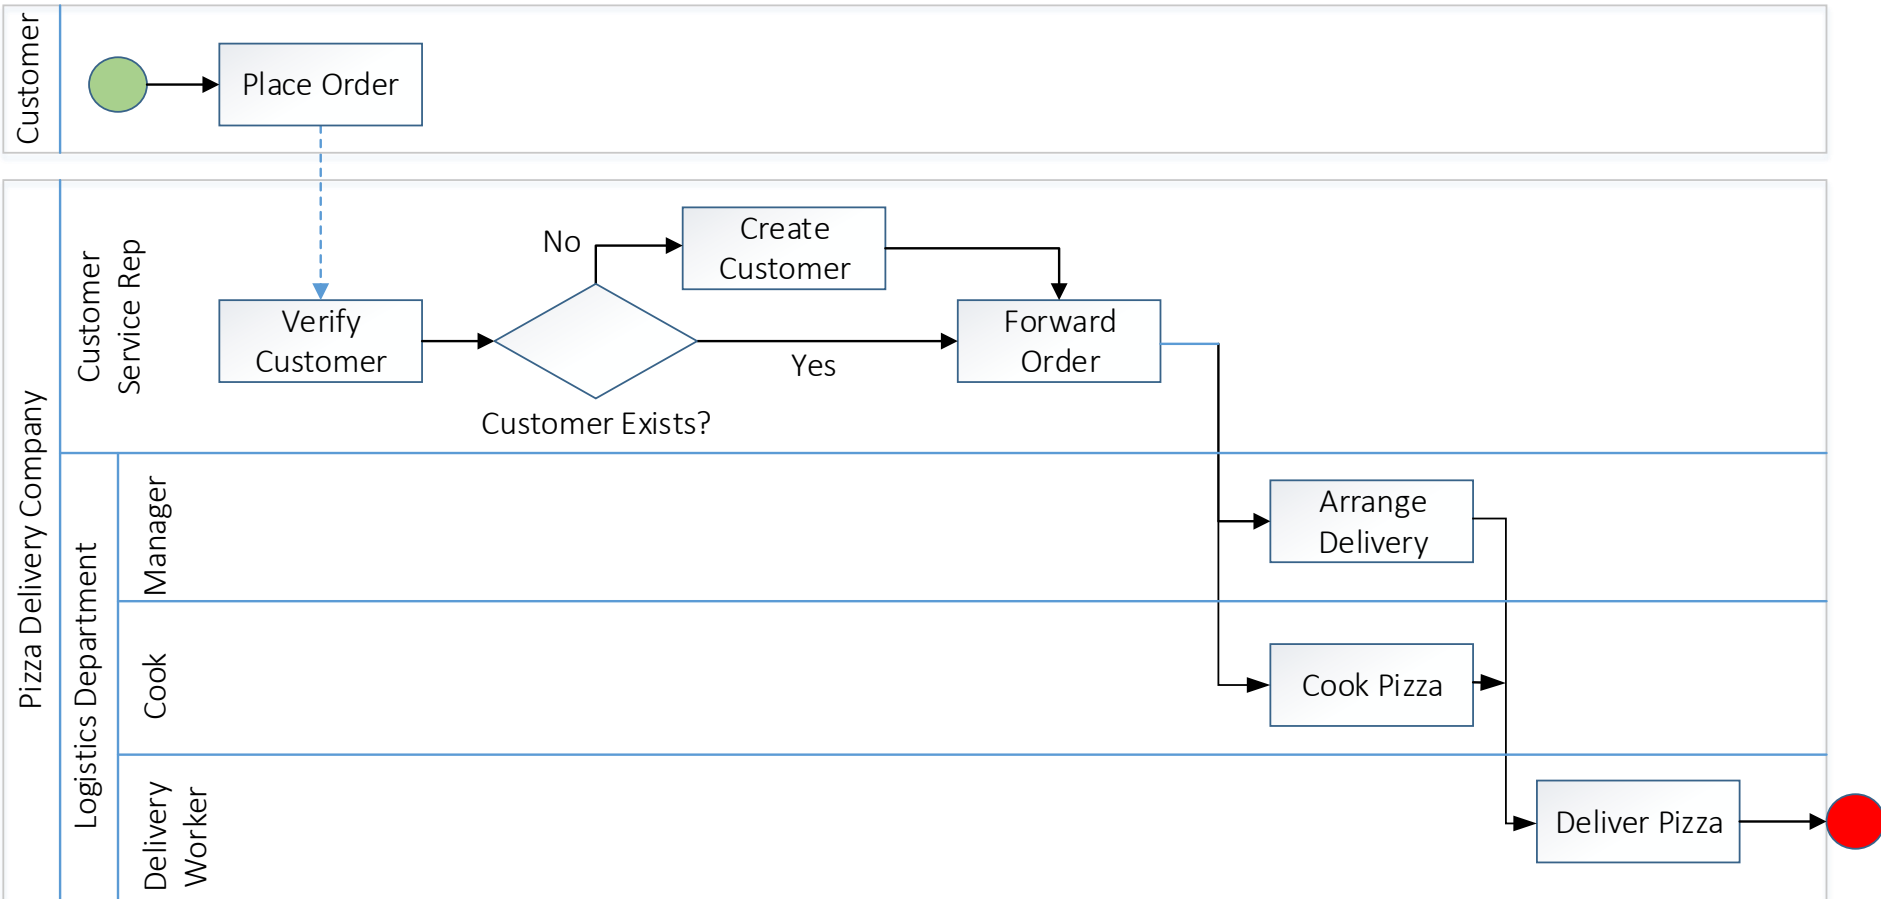 Customer
Place Order
Pizza Delivery Company
Customer
Service Rep
Verify
Customer
Customer Exists?
No
Yes
Create
Customer
Forward
Order
Logistics Department
Manager
Arrange
Delivery
Cook
Cook Pizza
Delivery
Worker
Deliver Pizza